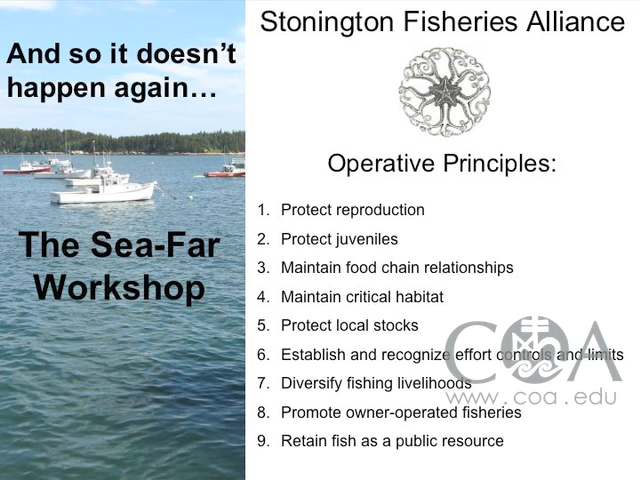 And so it doesn't
happen again…
The Sea-Far
Workshop
Stonington Fisheries Alliance
Operative Principles:
1. Protect reproduction
2. Protect juveniles
3. Maintain food chain relationships
4. Maintain critical habitat
5. Protect local stocks
6. Establish and recognize effort controls and limits
7. Diversify fishing livelihoods
8. Promote owner-operated fisheries
9. Retain fish as a public resource
COA
www.coa.edu